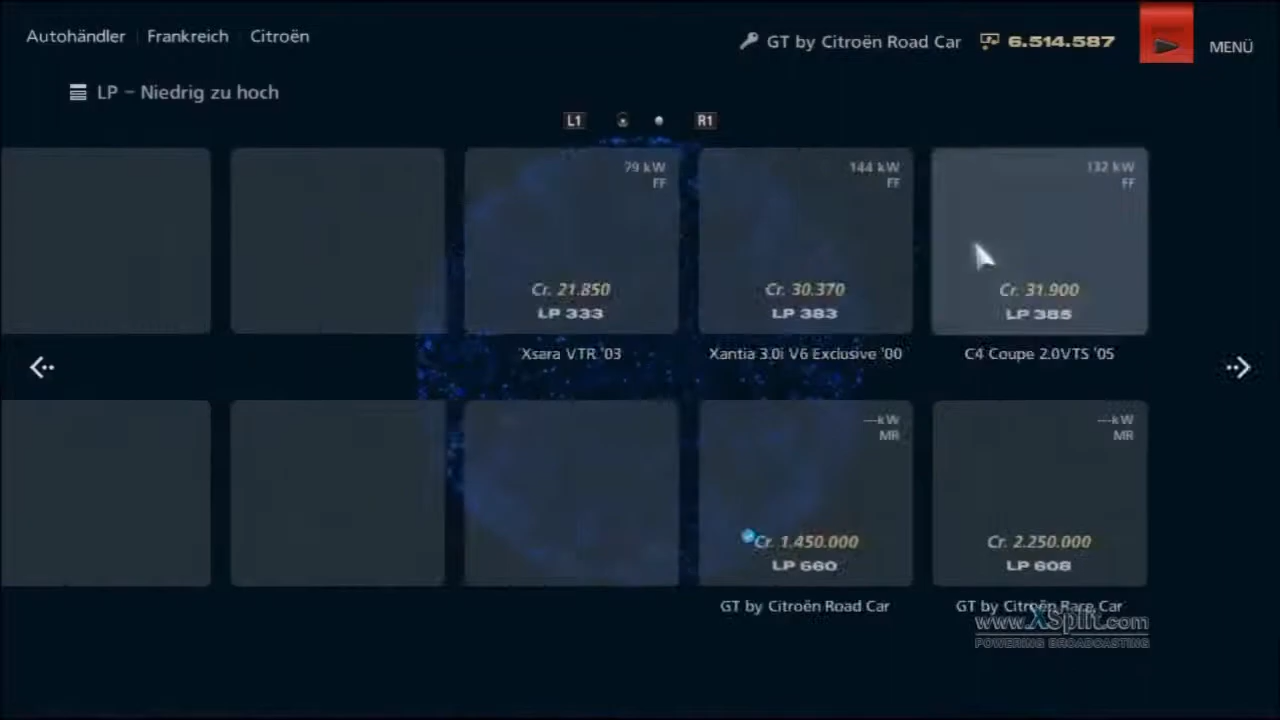 Autohändler | Frankreich | Citroën
GT by Citroën Road Car 6.514.587 MENÜ
LP – Niedrig zu hoch
L1 R1
79 kW 144 kW 132 kW
FF FF FF
Cr. 21.850 Cr. 30.370 Cr. 31.900
LP 333 LP 383 LP 385
Xsara VTR '03 Xantia 3.0i V6 Exclusive '00 C4 Coupe 2.0VTS '05
---kW ---kW
MR MR
Cr. 1.450.000 Cr. 2.250.000
LP 660 LP 608
GT by Citroën Road Car GT by Citroën Race Car
www.XSplit.com
POWERING BROADCASTING